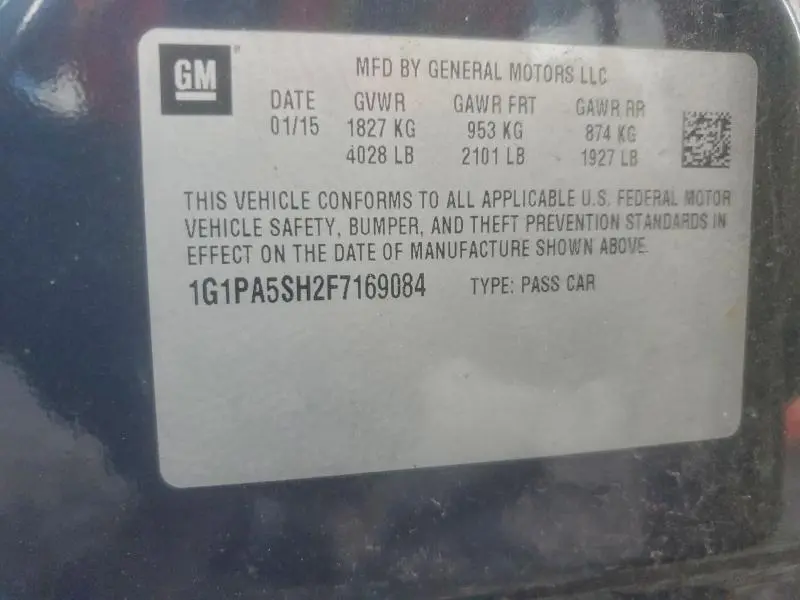 GM
MFD BY GENERAL MOTORS LLC
DATE GVWR GAWR FRT GAWR RR
01/15 1827 KG 953 KG 874 KG
4028 LB 2101 LB 1927 LB
THIS VEHICLE CONFORMS TO ALL APPLICABLE U.S. FEDERAL MOTOR
VEHICLE SAFETY, BUMPER, AND THEFT PREVENTION STANDARDS IN
EFFECT ON THE DATE OF MANUFACTURE SHOWN ABOVE.
1G1PA5SH2F7169084 TYPE: PASS CAR